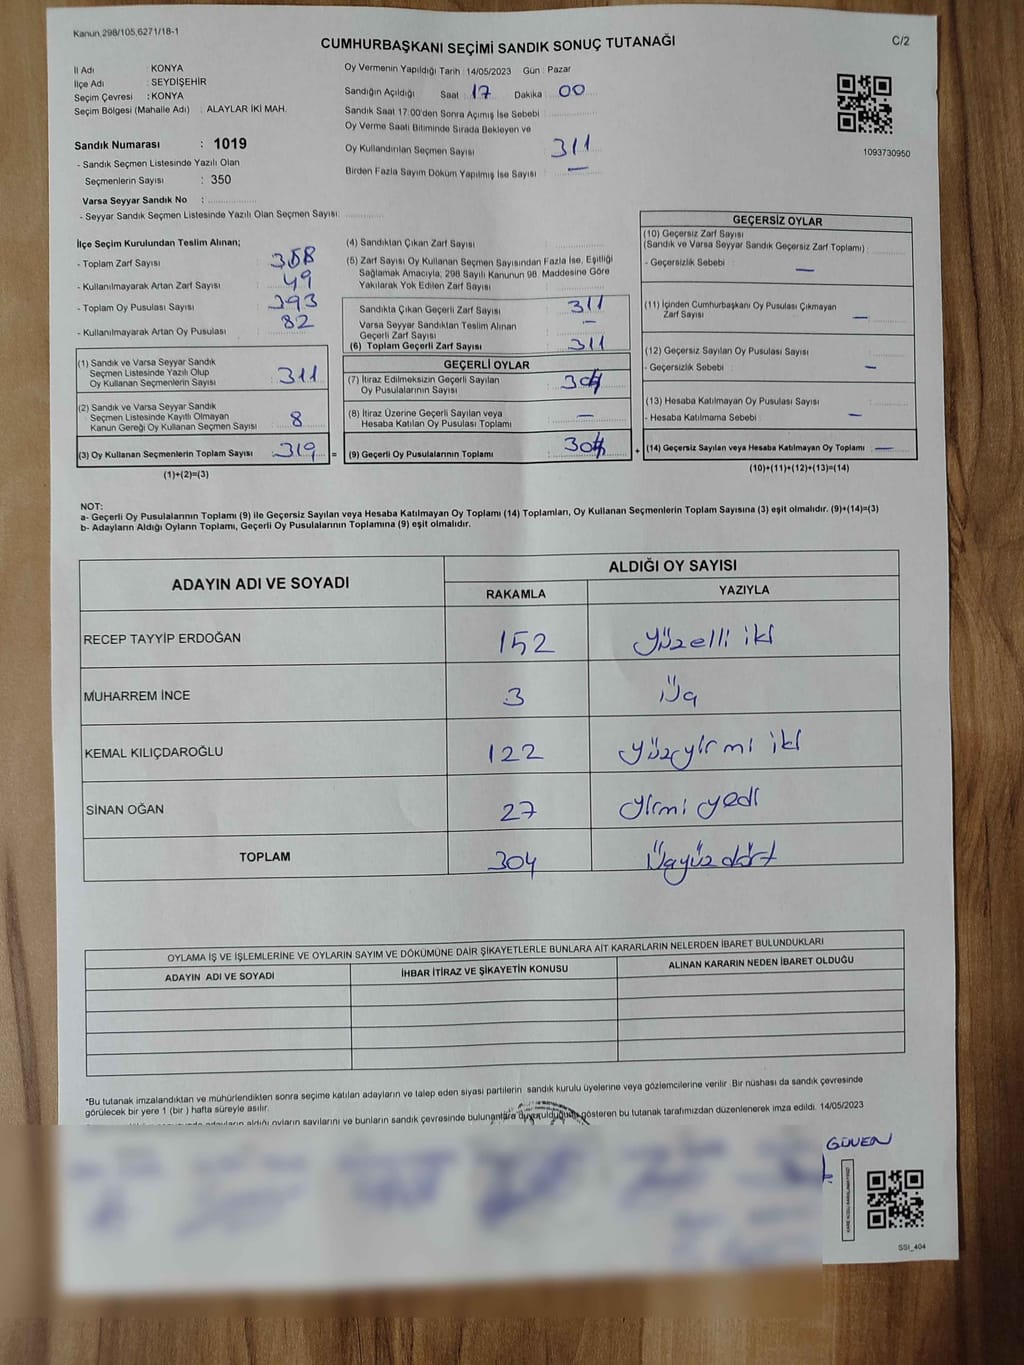 Kanun 298/105,6271/18-1
CUMHURBAŞKANI SEÇİMİ SANDIK SONUÇ TUTANAĞI
C/2
İl Adı : KONYA
İlçe Adı : SEYDİŞEHİR
Seçim Çevresi : KONYA
Seçim Bölgesi (Mahalle Adı) : ALAYLAR İKİ MAH.
Sandık Numarası : 1019
- Sandık Seçmen Listesinde Yazılı Olan
Seçmenlerin Sayısı : 350
Varsa Seyyar Sandık No :
- Seyyar Sandık Seçmen Listesinde Yazılı Olan Seçmen Sayısı:
Oy Vermenin Yapıldığı Tarih : 14/05/2023 Gün : Pazar
Sandığın Açıldığı Saat : 17 Dakika : 00
Sandık Saat 17.00'den Sonra Açımış İse Sebebi :
Oy Verme Saati Bitiminde Sırada Bekleyen ve
Oy Kullandırılan Seçmen Sayısı : 311
Birden Fazla Sayım Döküm Yapılmış İse Sayısı : —
1093730950
İlçe Seçim Kurulundan Teslim Alınan;
- Toplam Zarf Sayısı : 358
- Kullanılmayarak Artan Zarf Sayısı : 49
- Toplam Oy Pusulası Sayısı : 393
- Kullanılmayarak Artan Oy Pusulası : 82
(1) Sandık ve Varsa Seyyar Sandık
Seçmen Listesinde Yazılı Olup
Oy Kullanan Seçmenlerin Sayısı : 311
(2) Sandık ve Varsa Seyyar Sandık
Seçmen Listesinde Kayıtlı Olmayan
Kanun Gereği Oy Kullanan Seçmen Sayısı : 8
(3) Oy Kullanan Seçmenlerin Toplam Sayısı : 319 =
(1)+(2)=(3)
(4) Sandıktan Çıkan Zarf Sayısı :
(5) Zarf Sayısı Oy Kullanan Seçmen Sayısından Fazla İse, Eşitliği
Sağlamak Amacıyla, 298 Sayılı Kanunun 98. Maddesine Göre
Yakılarak Yok Edilen Zarf Sayısı :
Sandıkta Çıkan Geçerli Zarf Sayısı : 311
Varsa Seyyar Sandıktan Teslim Alınan
Geçerli Zarf Sayısı : —
(6) Toplam Geçerli Zarf Sayısı : 311
GEÇERLİ OYLAR
(7) İtiraz Edilmeksizin Geçerli Sayılan
Oy Pusulalarının Sayısı : 304
(8) İtiraz Üzerine Geçerli Sayılan veya
Hesaba Katılan Oy Pusulası Toplamı : —
(9) Geçerli Oy Pusulalarının Toplamı : 304 +
GEÇERSİZ OYLAR
(10) Geçersiz Zarf Sayısı
(Sandık ve Varsa Seyyar Sandık Geçersiz Zarf Toplamı) :
- Geçersizlik Sebebi : —
(11) İçinden Cumhurbaşkanı Oy Pusulası Çıkmayan
Zarf Sayısı : —
(12) Geçersiz Sayılan Oy Pusulası Sayısı :
- Geçersizlik Sebebi : —
(13) Hesaba Katılmayan Oy Pusulası Sayısı :
- Hesaba Katılmama Sebebi : —
(14) Geçersiz Sayılan veya Hesaba Katılmayan Oy Toplamı : —
(10)+(11)+(12)+(13)=(14)
NOT:
a- Geçerli Oy Pusulalarının Toplamı (9) ile Geçersiz Sayılan veya Hesaba Katılmayan Oy Toplamı (14) Toplamları, Oy Kullanan Seçmenlerin Toplam Sayısına (3) eşit olmalıdır. (9)+(14)=(3)
b- Adayların Aldığı Oyların Toplamı, Geçerli Oy Pusulalarının Toplamına (9) eşit olmalıdır.
ADAYIN ADI VE SOYADI
ALDIĞI OY SAYISI
RAKAMLA YAZIYLA
RECEP TAYYİP ERDOĞAN 152 yüzelli iki
MUHARREM İNCE 3 Üç
KEMAL KILIÇDAROĞLU 122 yüzyirmi iki
SİNAN OĞAN 27 yirmi yedi
TOPLAM 304 Üçyüz dört
OYLAMA İŞ VE İŞLEMLERİNE VE OYLARIN SAYIM VE DÖKÜMÜNE DAİR ŞİKAYETLERLE BUNLARA AİT KARARLARIN NELERDEN İBARET BULUNDUKLARI
ADAYIN ADI VE SOYADI İHBAR İTİRAZ VE ŞİKAYETİN KONUSU ALINAN KARARIN NEDEN İBARET OLDUĞU
*Bu tutanak imzalandıktan ve mühürlendikten sonra seçime katılan adayların ve talep eden siyasi partilerin sandık kurulu üyelerine veya gözlemcilerine verilir. Bir nüshası da sandık çevresinde
görülecek bir yere 1 (bir ) hafta süreyle asılır.
adayların aldığı oyların sayılarını ve bunların sandık çevresinde bulunanlara duyurulduğunu gösteren bu tutanak tarafımızdan düzenlenerek imza edildi. 14/05/2023
GÜVEN
SSI_404